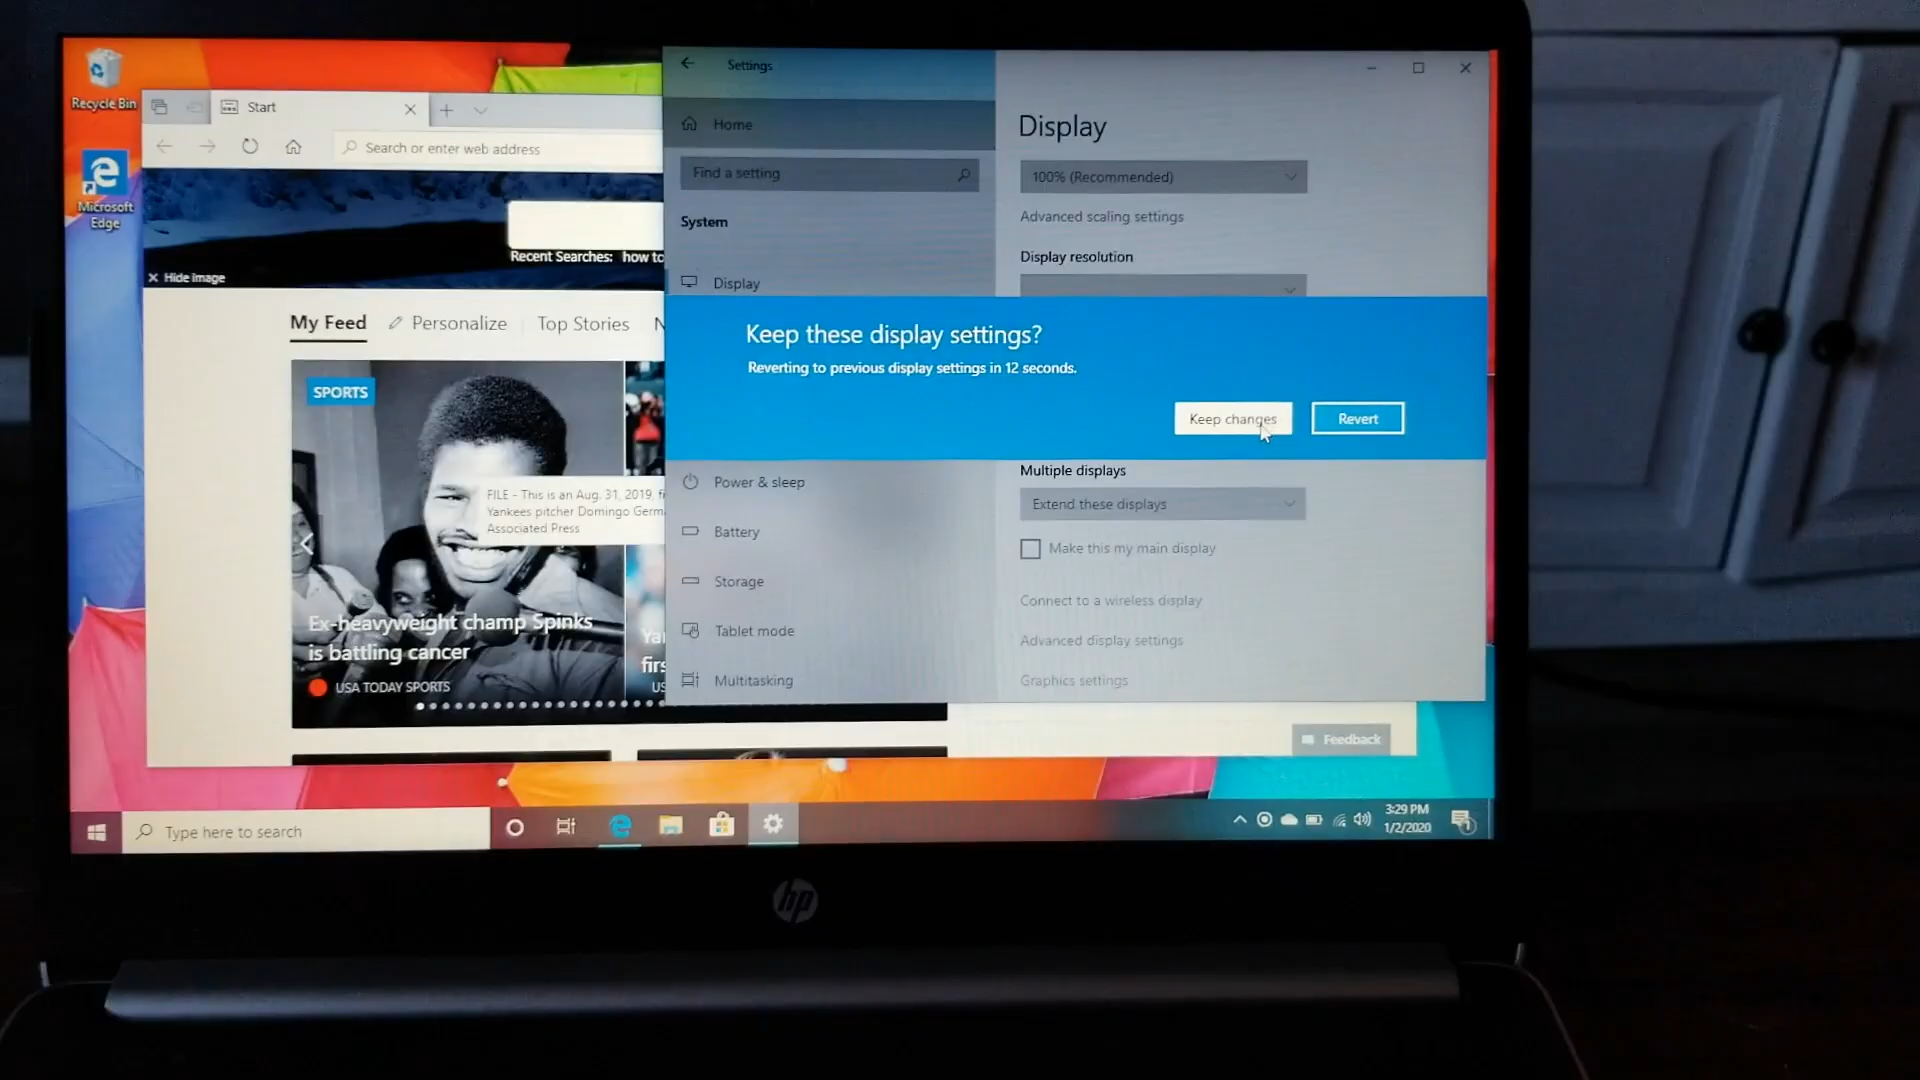 Recycle Bin
Microsoft
Edge
Start
Search or enter web address
Recent Searches: how to
Hide image
My Feed
Personalize
Top Stories
SPORTS
FILE - This is an Aug. 31, 2019,
Yankees pitcher Domingo Germ
Associated Press
Ex-heavyweight champ Spinks
is battling cancer
USA TODAY SPORTS
Settings
Home
Find a setting
System
Display
Display
100% (Recommended)
Advanced scaling settings
Display resolution
Keep these display settings?
Reverting to previous display settings in 12 seconds.
Keep changes
Revert
Power & sleep
Battery
Storage
Tablet mode
Multitasking
Multiple displays
Extend these displays
Make this my main display
Connect to a wireless display
Advanced display settings
Graphics settings
Feedback
Type here to search
3:29 PM
1/2/2020
hp